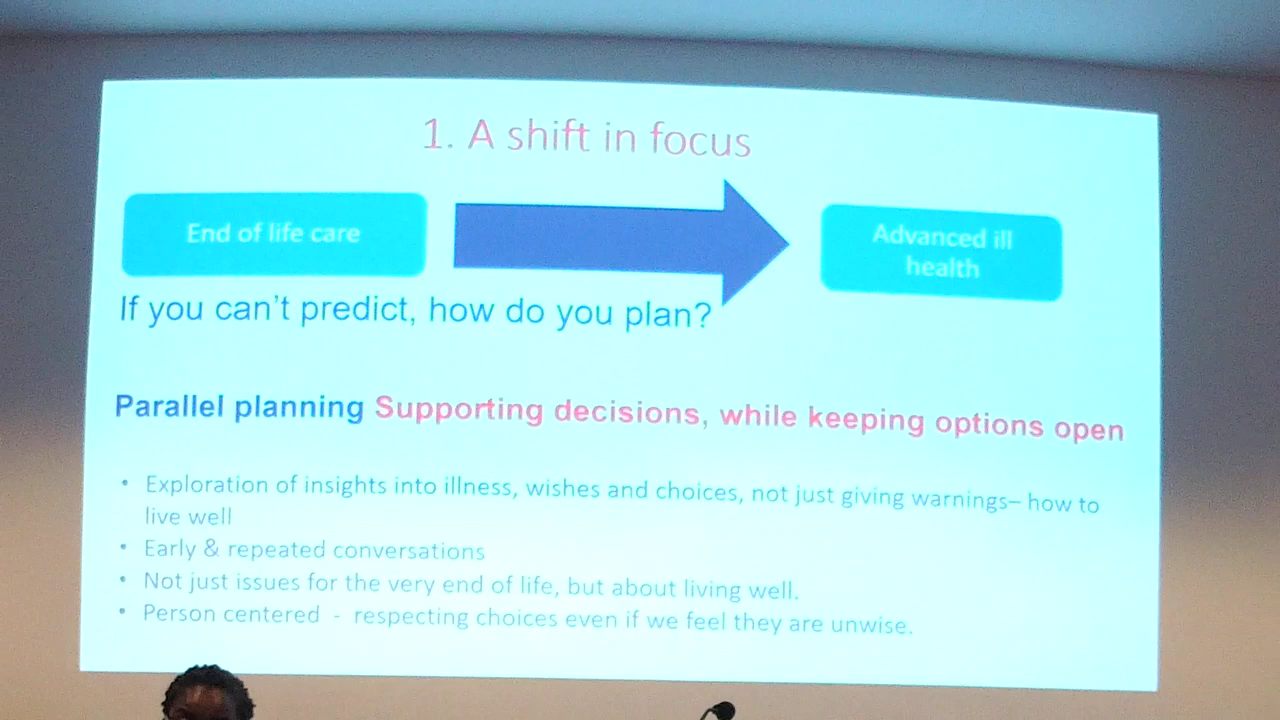 1. A shift in focus
End of life care
Advanced ill
health
If you can't predict, how do you plan?
Parallel planning Supporting decisions, while keeping options open
• Exploration of insights into illness, wishes and choices, not just giving warnings– how to
live well
• Early & repeated conversations
• Not just issues for the very end of life, but about living well.
• Person centered - respecting choices even if we feel they are unwise.